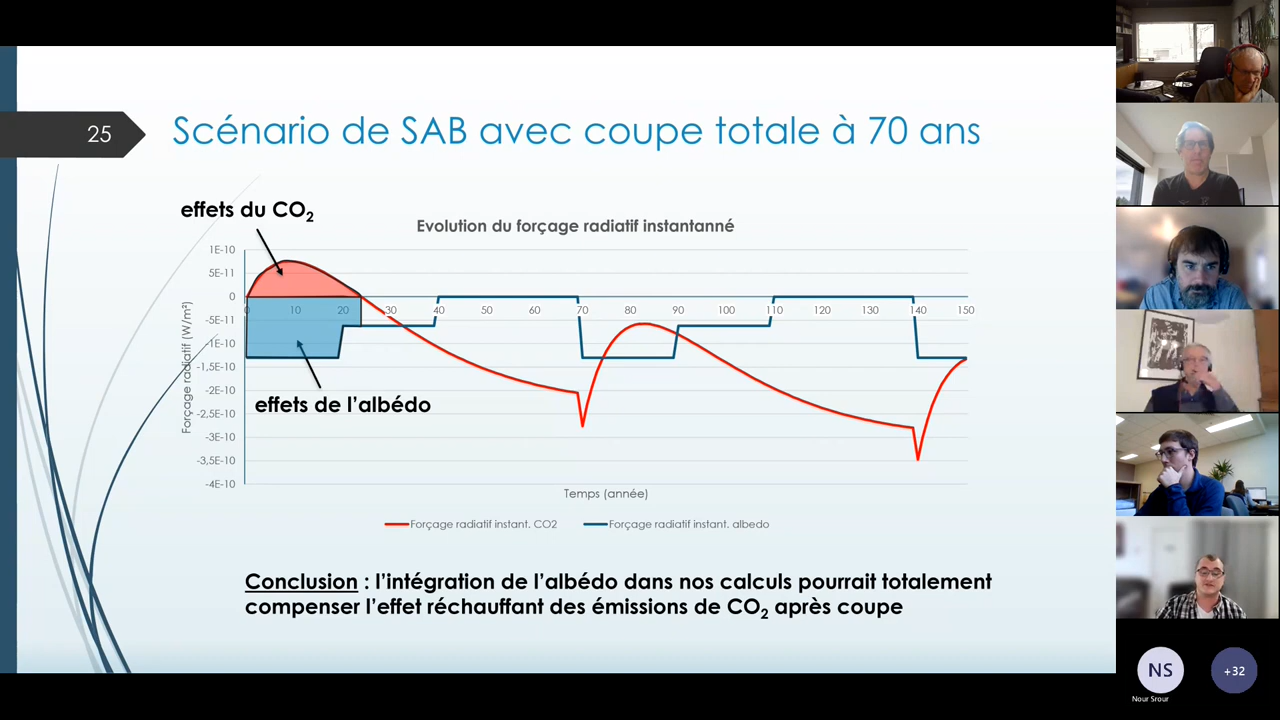 25
Scénario de SAB avec coupe totale à 70 ans
effets du CO2
Evolution du forçage radiatif instantanné
1E-10
5E-11
0
-5E-11
-1E-10
-1,5E-10
-2E-10
-2,5E-10
-3E-10
-3,5E-10
-4E-10
Forçage radiatif (W/m²)
0 10 20 30 40 50 60 70 80 90 100 110 120 130 140 150
effets de l'albédo
Temps (année)
Forçage radiatif instant. CO2 Forçage radiatif instant. albedo
Conclusion : l'intégration de l'albédo dans nos calculs pourrait totalement
compenser l'effet réchauffant des émissions de CO2 après coupe
NS
Nour Srour
+32